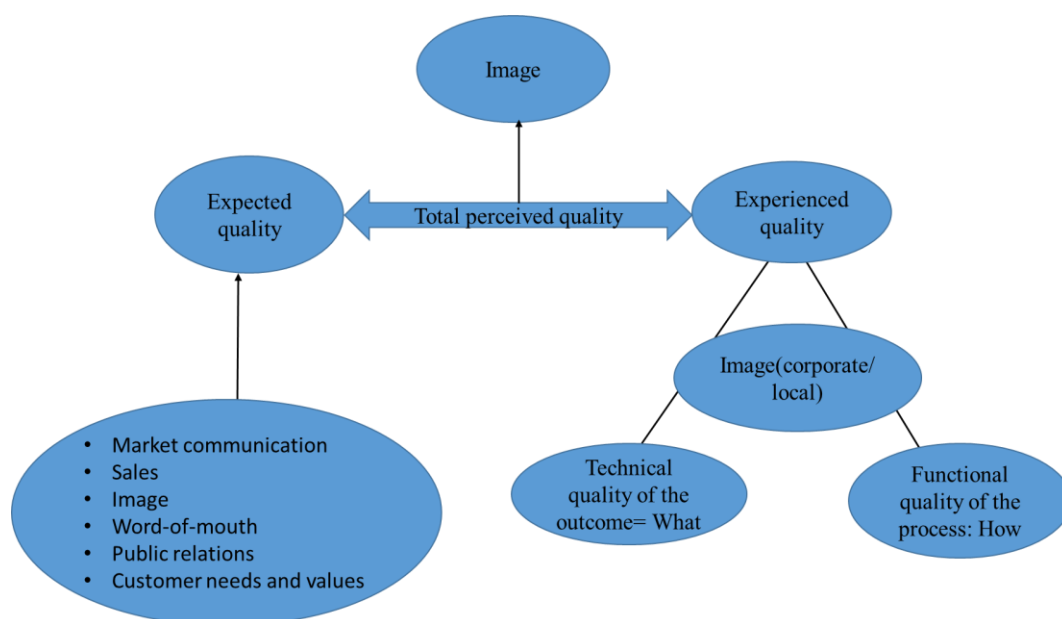 Image
Expected
quality
Total perceived quality
Experienced
quality
Image(corporate/
local)
• Market communication
• Sales
• Image
• Word-of-mouth
• Public relations
• Customer needs and values
Technical
quality of the
outcome= What
Functional
quality of the
process: How